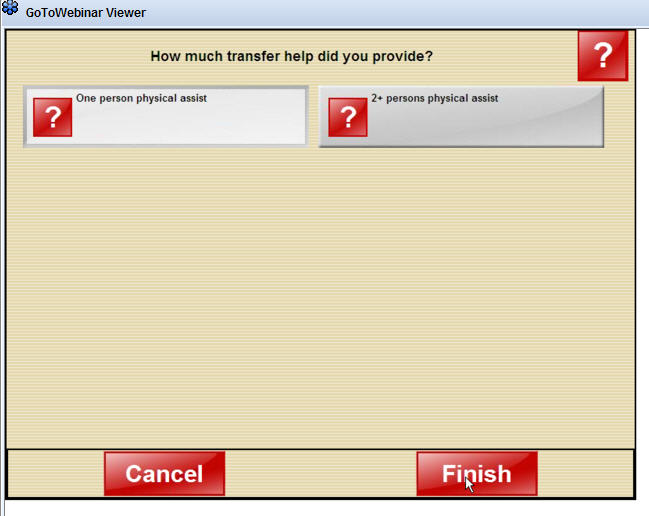 GoToWebinar Viewer
How much transfer help did you provide?
?
? One person physical assist
? 2+ persons physical assist
Cancel
Finish